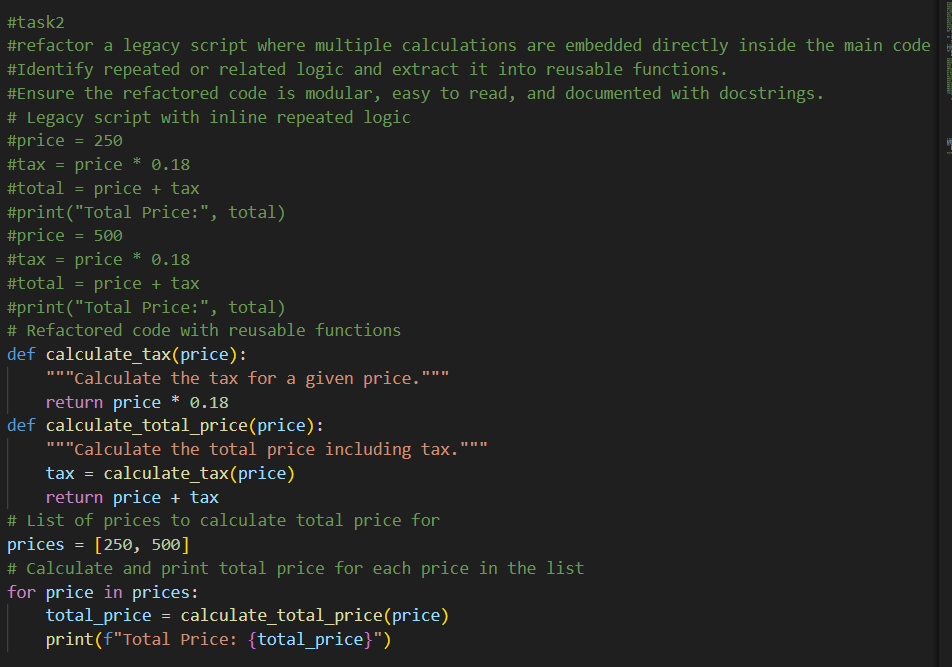 #task2
#refactor a legacy script where multiple calculations are embedded directly inside the main code
#Identify repeated or related logic and extract it into reusable functions.
#Ensure the refactored code is modular, easy to read, and documented with docstrings.
# Legacy script with inline repeated logic
#price = 250
#tax = price * 0.18
#total = price + tax
#print("Total Price:", total)
#price = 500
#tax = price * 0.18
#total = price + tax
#print("Total Price:", total)
# Refactored code with reusable functions
def calculate_tax(price):
    """Calculate the tax for a given price."""
    return price * 0.18
def calculate_total_price(price):
    """Calculate the total price including tax."""
    tax = calculate_tax(price)
    return price + tax
# List of prices to calculate total price for
prices = [250, 500]
# Calculate and print total price for each price in the list
for price in prices:
    total_price = calculate_total_price(price)
    print(f"Total Price: {total_price}")